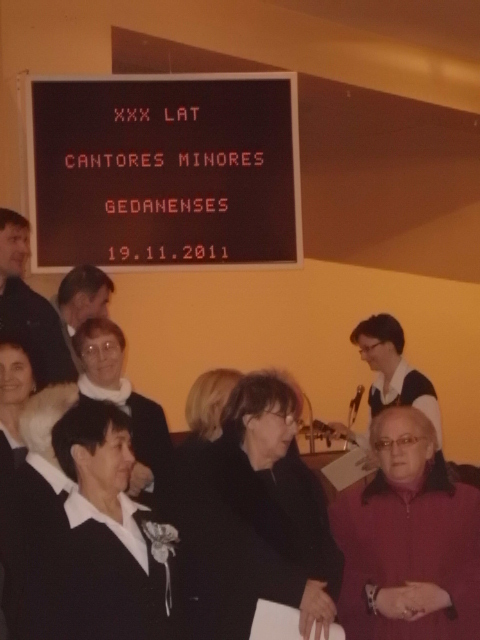 XXX LAT
CANTORES MINORES
GEDANENSES
19.11.2011